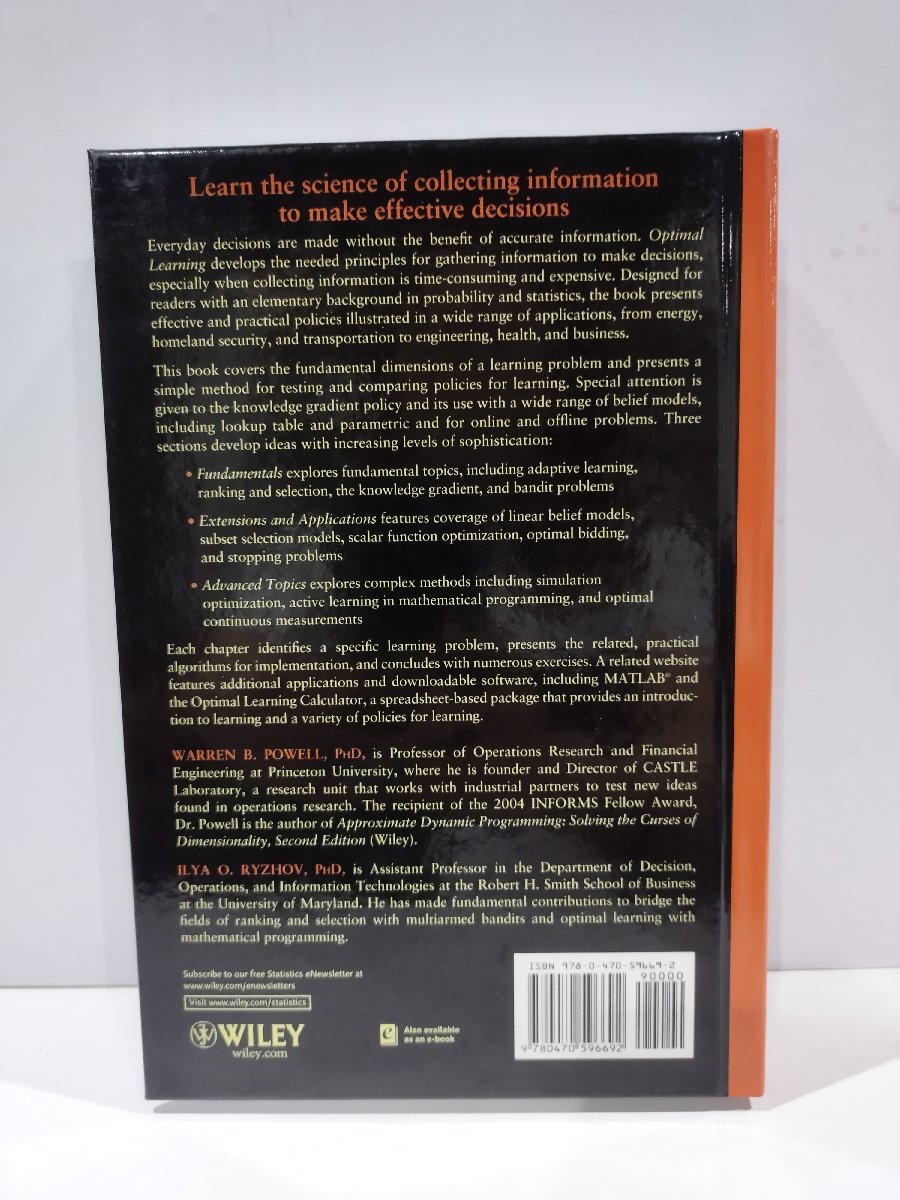 Learn the science of collecting information
to make effective decisions
Everyday decisions are made without the benefit of accurate information. Optimal
Learning develops the needed principles for gathering information to make decisions,
especially when collecting information is time-consuming and expensive. Designed for
readers with an elementary background in probability and statistics, the book presents
effective and practical policies illustrated in a wide range of applications, from energy,
homeland security, and transportation to engineering, health, and business.
This book covers the fundamental dimensions of a learning problem and presents a
simple method for testing and comparing policies for learning. Special attention is
given to the knowledge gradient policy and its use with a wide range of belief models,
including lookup table and parametric and for online and offline problems. Three
sections develop ideas with increasing levels of sophistication:
• Fundamentals explores fundamental topics, including adaptive learning,
ranking and selection, the knowledge gradient, and bandit problems
• Extensions and Applications features coverage of linear belief models,
subset selection models, scalar function optimization, optimal bidding,
and stopping problems
• Advanced Topics explores complex methods including simulation
optimization, active learning in mathematical programming, and optimal
continuous measurements
Each chapter identifies a specific learning problem, presents the related, practical
algorithms for implementation, and concludes with numerous exercises. A related website
features additional applications and downloadable software, including MATLAB® and
the Optimal Learning Calculator, a spreadsheet-based package that provides an introduc-
tion to learning and a variety of policies for learning.
WARREN B. POWELL, PHD, is Professor of Operations Research and Financial
Engineering at Princeton University, where he is founder and Director of CASTLE
Laboratory, a research unit that works with industrial partners to test new ideas
found in operations research. The recipient of the 2004 INFORMS Fellow Award,
Dr. Powell is the author of Approximate Dynamic Programming: Solving the Curses of
Dimensionality, Second Edition (Wiley).
ILYA O. RYZHOV, PHD, is Assistant Professor in the Department of Decision,
Operations, and Information Technologies at the Robert H. Smith School of Business
at the University of Maryland. He has made fundamental contributions to bridge the
fields of ranking and selection with multiarmed bandits and optimal learning with
mathematical programming.
Subscribe to our free Statistics eNewsletter at
www.wiley.com/enewsletters
Visit www.wiley.com/statistics
WILEY
wiley.com
e
Also available
as an e-book
ISBN 978-0-470-59669-2
90000
9 780470 596692